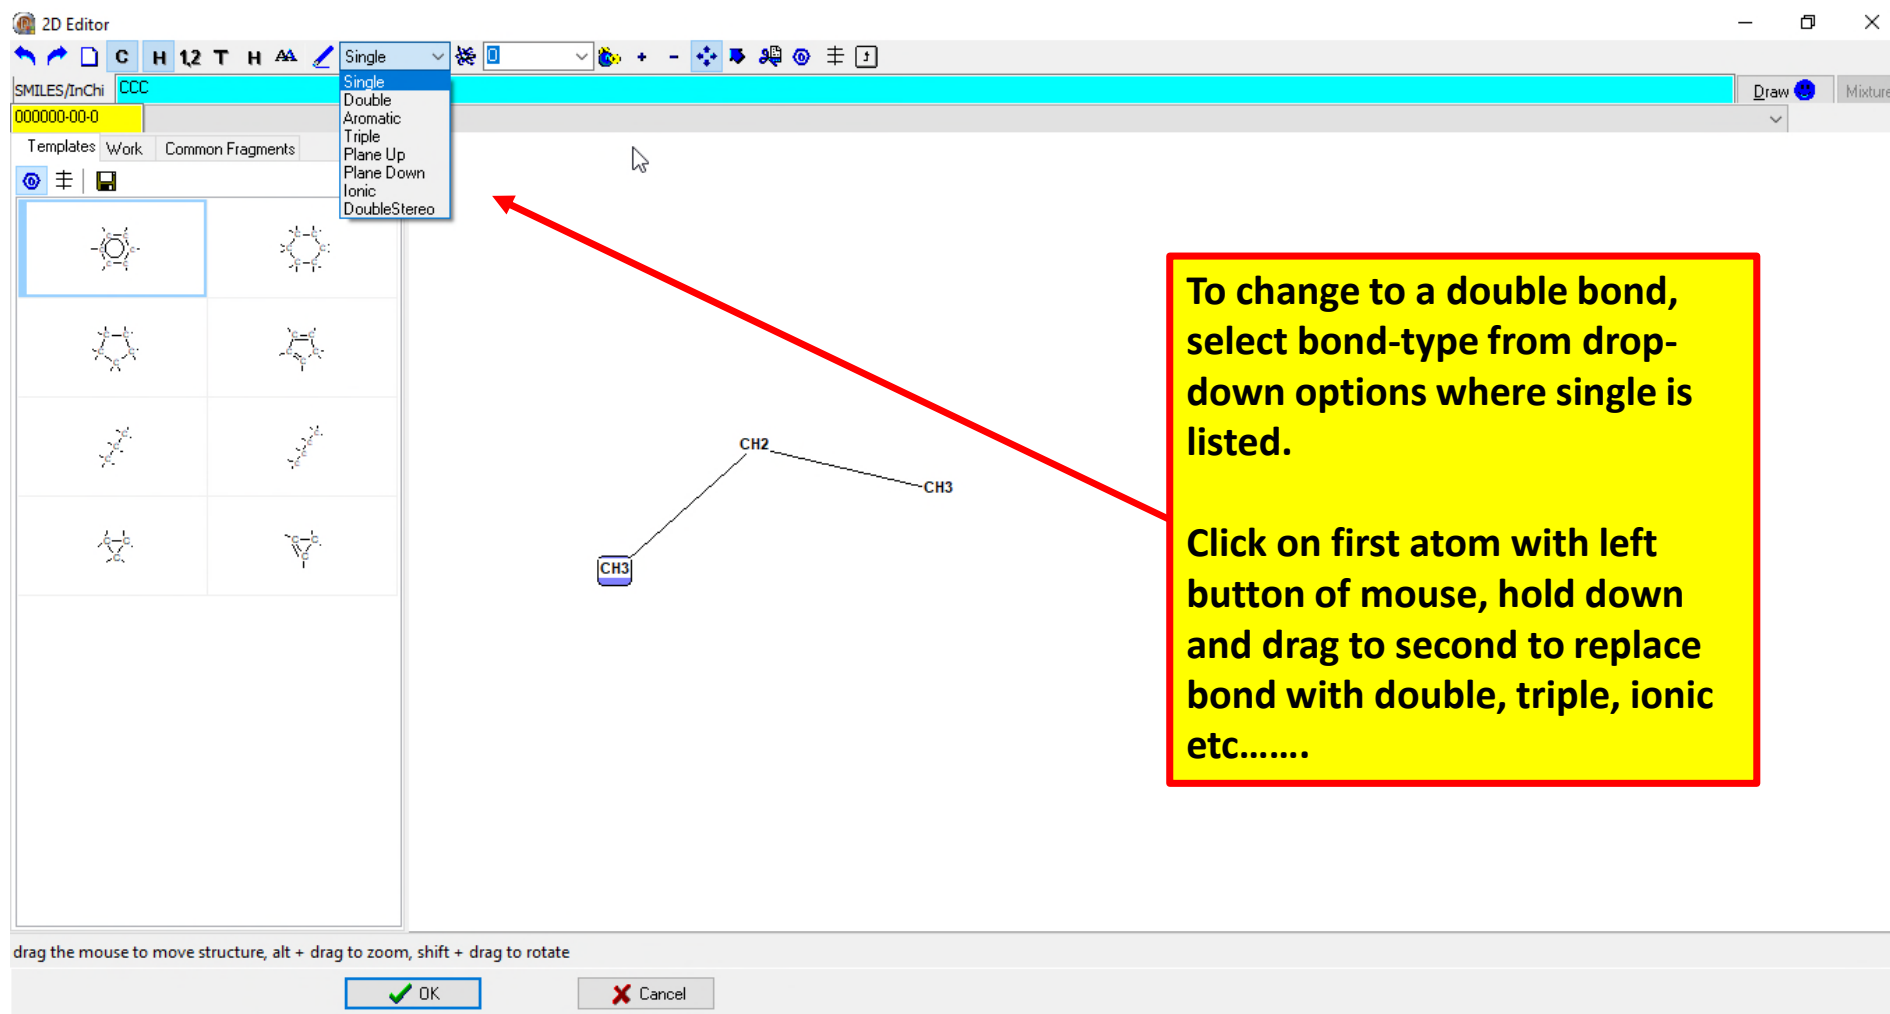 2D Editor
C H 1,2 T H AA Single 0 + -
SMILES/InChi CCC Draw Mixture
000000-00-0
Single
Double
Aromatic
Triple
Plane Up
Plane Down
Ionic
DoubleStereo
Templates Work Common Fragments
To change to a double bond,
select bond-type from drop-
down options where single is
listed.
Click on first atom with left
button of mouse, hold down
and drag to second to replace
bond with double, triple, ionic
etc.......
CH2
CH3
CH3
drag the mouse to move structure, alt + drag to zoom, shift + drag to rotate
OK Cancel